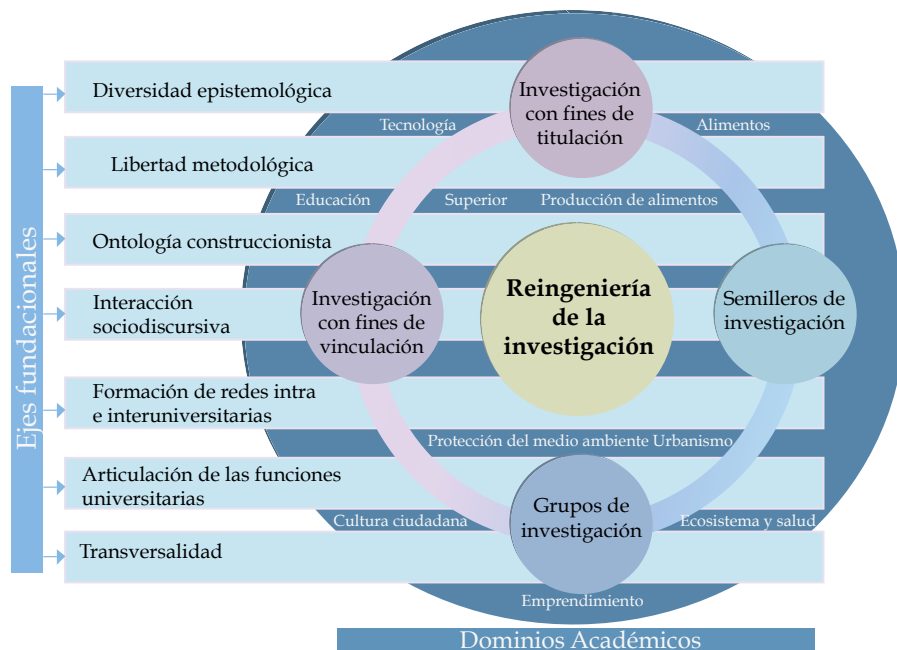 Ejes fundacionales
Diversidad epistemológica
Investigación
con fines de
titulación
Tecnología
Alimentos
Libertad metodológica
Educación
Superior
Producción de alimentos
Ontología construccionista
Interacción
sociodiscursiva
Investigación
con fines de
vinculación
Reingeniería
de la
investigación
Semilleros de
investigación
Formación de redes intra
e interuniversitarias
Protección del medio ambiente Urbanismo
Articulación de las funciones
universitarias
Grupos de
investigación
Cultura ciudadana
Ecosistema y salud
Transversalidad
Emprendimiento
Dominios Académicos